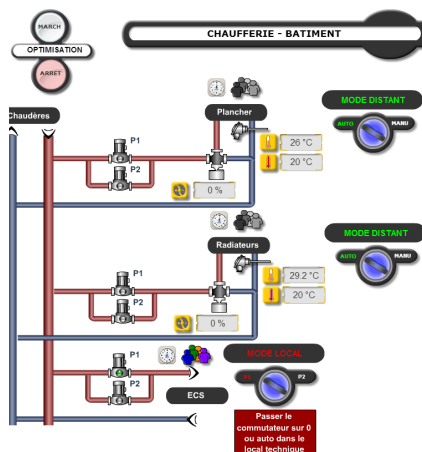 MARCH
OPTIMISATION
ARRET
CHAUFFERIE - BATIMENT
Chaudères
Plancher
MODE DISTANT
AUTO
MANU
P1
P2
26 °C
20 °C
0 %
Radiateurs
MODE DISTANT
AUTO
MANU
P1
P2
29.2 °C
20 °C
0 %
P1
P2
MODE LOCAL
P2
ECS
Passer le
commutateur sur 0
ou auto dans le
local technique